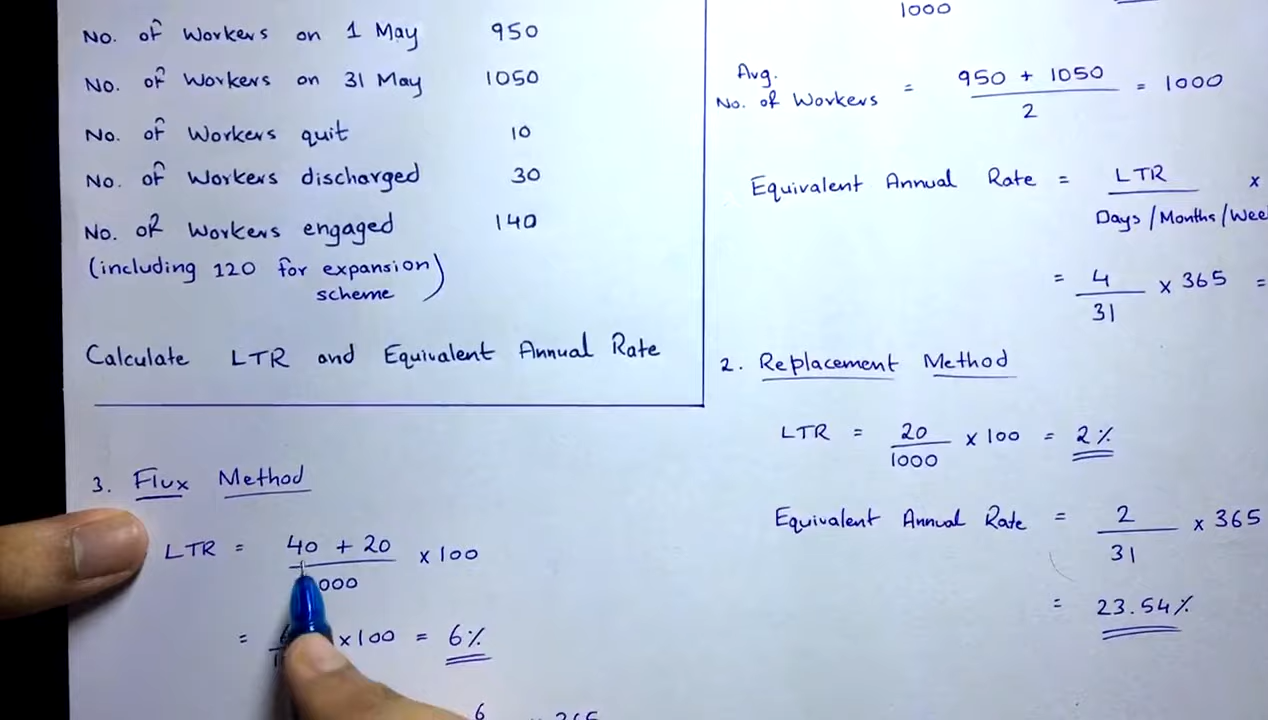 No. of Workers on 1 May 950
No. of Workers on 31 May 1050
No. of Workers quit 10
No. of Workers discharged 30
No. of Workers engaged 140
(including 120 for expansion
scheme)
Calculate LTR and Equivalent Annual Rate
3. Flux Method
LTR = 40 + 20 x 100
000
= x 100 = 6%
6
1000
Avg.
No. of Workers = 950 + 1050 = 1000
2
Equivalent Annual Rate = LTR x
Days/Months/Wee
= 4 x 365 =
31
2. Replacement Method
LTR = 20 x 100 = 2%
1000
Equivalent Annual Rate = 2 x 365
31
= 23.54%